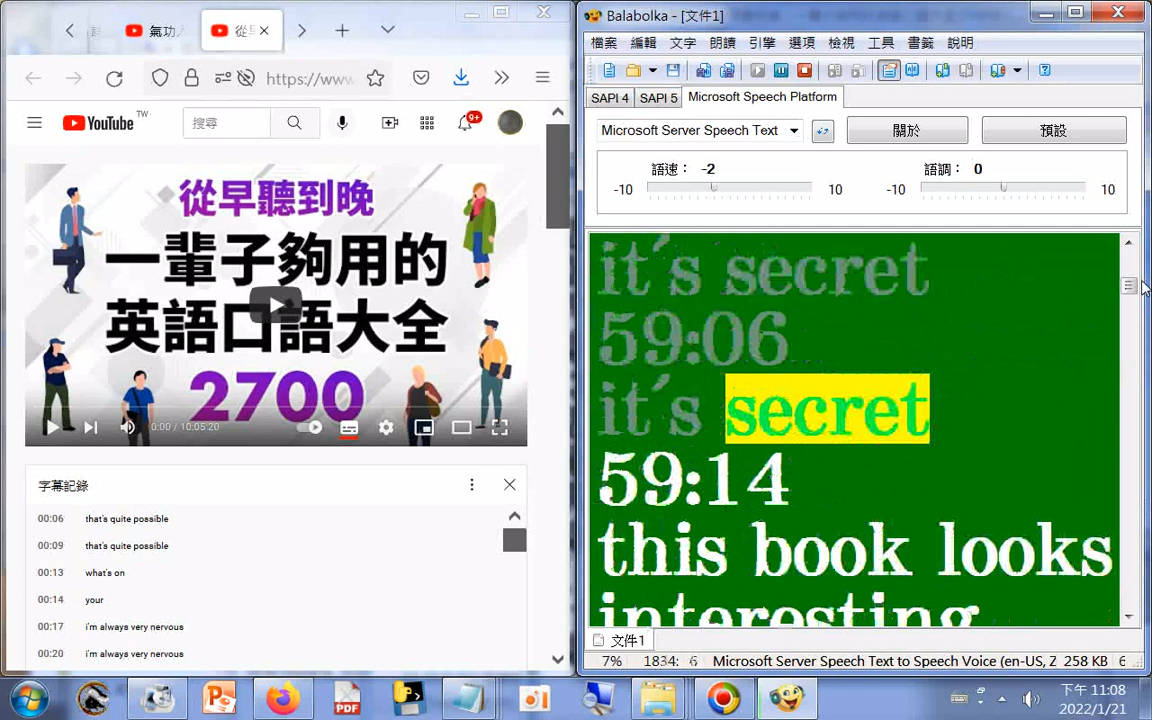 氣功
從
https://www
YouTube TW
搜尋
9+
從早聽到晚
一輩子夠用的
英語口語大全
2700
0:00 / 10:05:20
字幕記錄
00:06 that's quite possible
00:09 that's quite possible
00:13 what's on
00:14 your
00:17 i'm always very nervous
00:20 i'm always very nervous
Balabolka - [文件1]
檔案 編輯 文字 朗讀 引擎 選項 檢視 工具 書籤 說明
SAPI 4 SAPI 5 Microsoft Speech Platform
Microsoft Server Speech Text 關於 預設
語速： -2 語調： 0
-10 10 -10 10
it´s secret
59:06
it´s secret
59:14
this book looks
interesting
文件1
7% 1834: 6 Microsoft Server Speech Text to Speech Voice (en-US, Z 258 KB 6
PDF
下午 11:08
2022/1/21